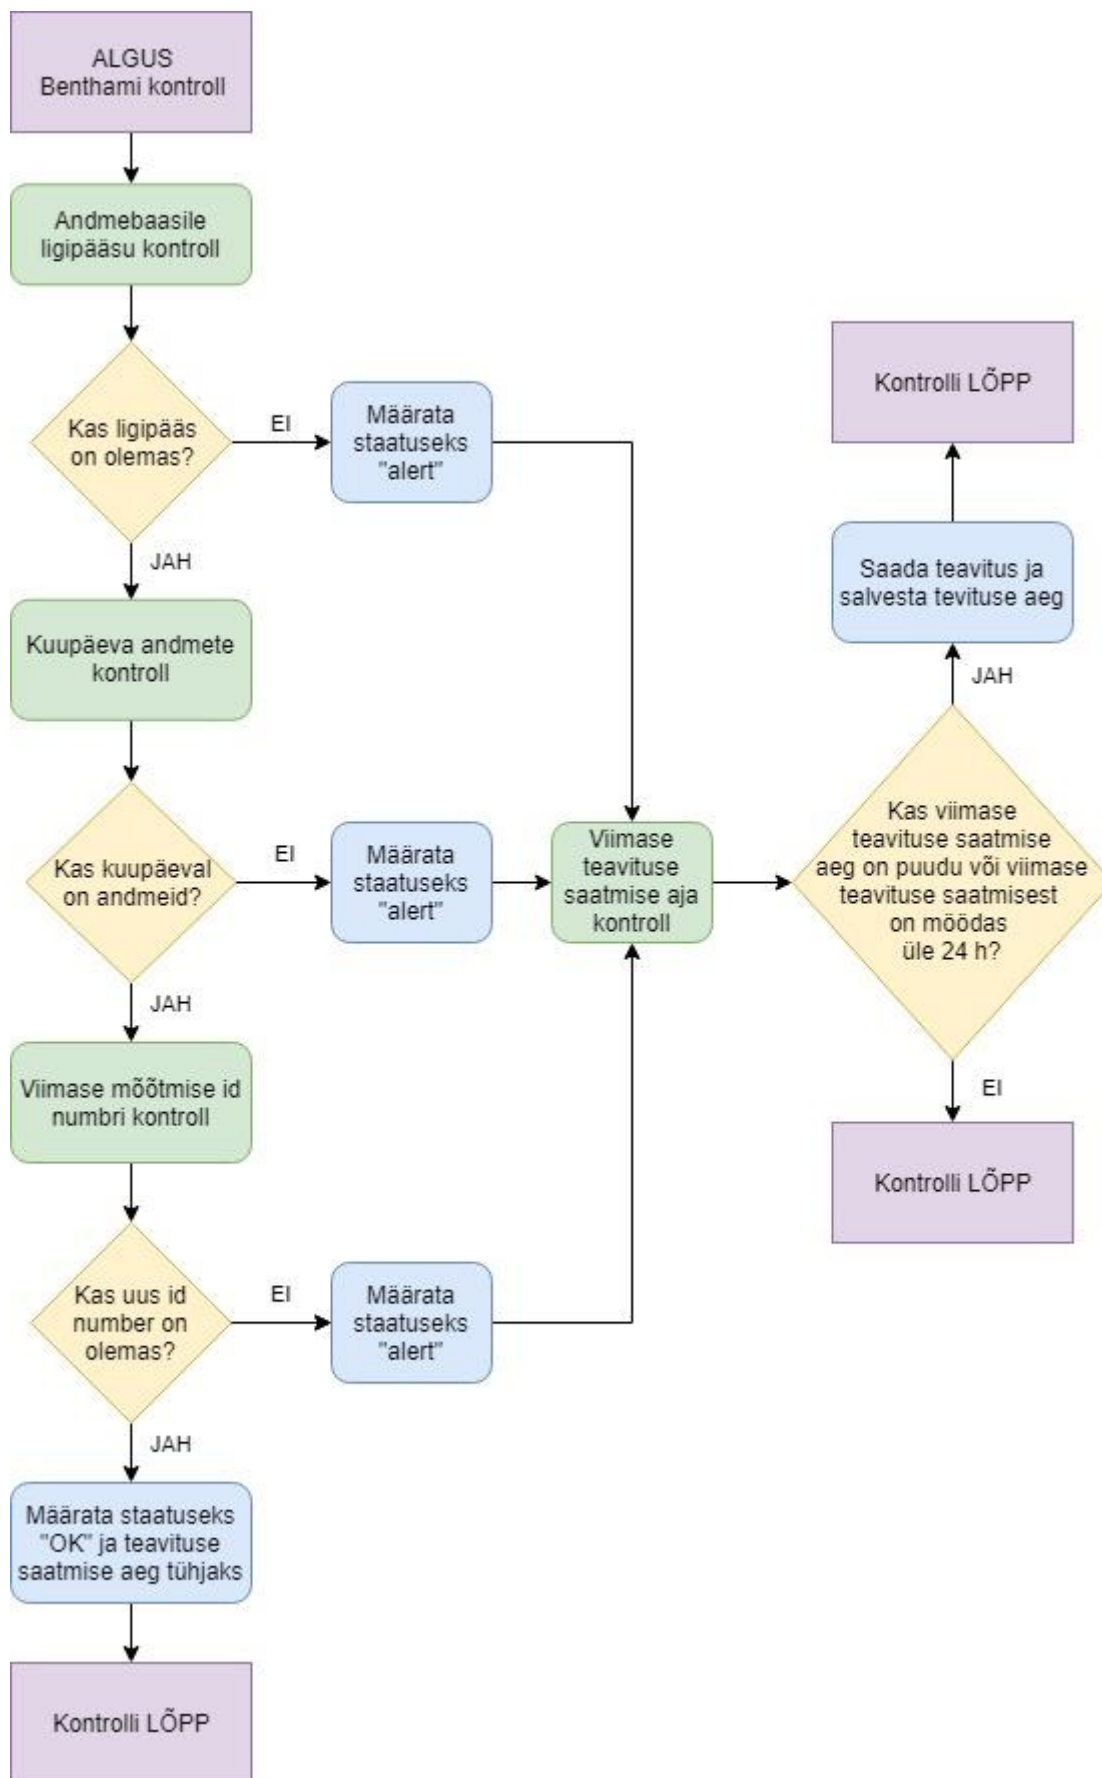 ALGUS
Benthami kontroll
Andmebaasile
ligipääsu kontroll
Kas ligipääs
on olemas?
EI
Määrata
staatuseks
"alert"
JAH
Kuupäeva andmete
kontroll
Kas kuupäeval
on andmeid?
EI
Määrata
staatuseks
"alert"
JAH
Viimase mõõtmise id
numbri kontroll
Kas uus id
number on
olemas?
EI
Määrata
staatuseks
"alert"
JAH
Määrata staatuseks
"OK" ja teavituse
saatmise aeg tühjaks
Kontrolli LÕPP
Viimase
teavituse
saatmise aja
kontroll
Kas viimase
teavituse saatmise
aeg on puudu või viimase
teavituse saatmisest
on möödas
üle 24 h?
JAH
Saada teavitus ja
salvesta tevituse aeg
Kontrolli LÕPP
EI
Kontrolli LÕPP